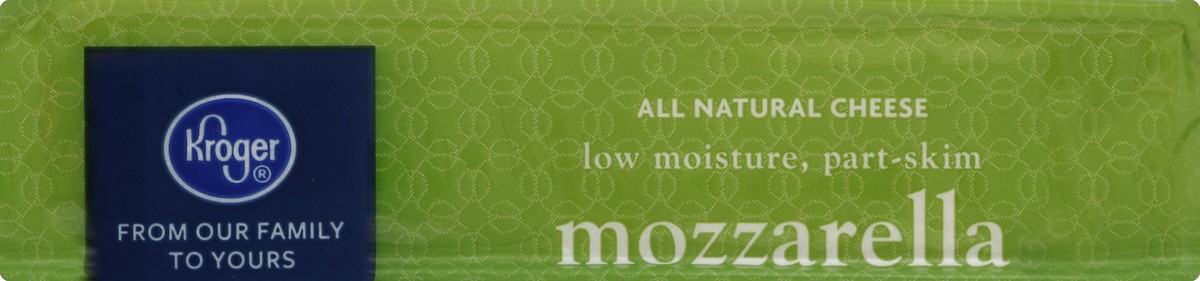 Kroger®
FROM OUR FAMILY
TO YOURS
ALL NATURAL CHEESE
low moisture, part-skim
mozzarella